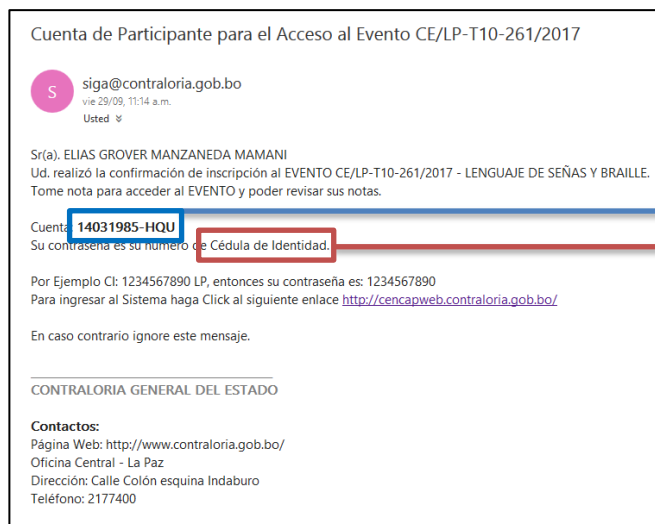 Cuenta de Participante para el Acceso al Evento CE/LP-T10-261/2017
S
siga@contraloria.gob.bo
vie 29/09, 11:14 a.m.
Usted
Sr(a). ELIAS GROVER MANZANEDA MAMANI
Ud. realizó la confirmación de inscripción al EVENTO CE/LP-T10-261/2017 - LENGUAJE DE SEÑAS Y BRAILLE.
Tome nota para acceder al EVENTO y poder revisar sus notas.
Cuenta: 14031985-HQU
Su contraseña es su número de Cédula de Identidad.
Por Ejemplo CI: 1234567890 LP, entonces su contraseña es: 1234567890
Para ingresar al Sistema haga Click al siguiente enlace http://cencapweb.contraloria.gob.bo/
En caso contrario ignore este mensaje.
CONTRALORIA GENERAL DEL ESTADO
Contactos:
Página Web: http://www.contraloria.gob.bo/
Oficina Central - La Paz
Dirección: Calle Colón esquina Indaburo
Teléfono: 2177400